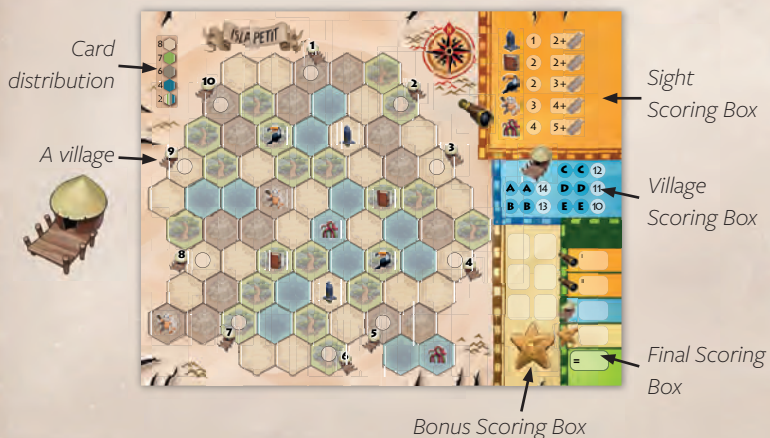 Card
distribution
A village
ISLA PETIT
8
7
6
4
2
1
10
2
9
3
8
4
7
5
6
1 2+
2 2+
2 3+
3 4+
4 5+
C C 12
A A 14 D D 11
B B 13 E E 10
I
II
=
Sight
Scoring Box
Village
Scoring Box
Final Scoring
Box
Bonus Scoring Box